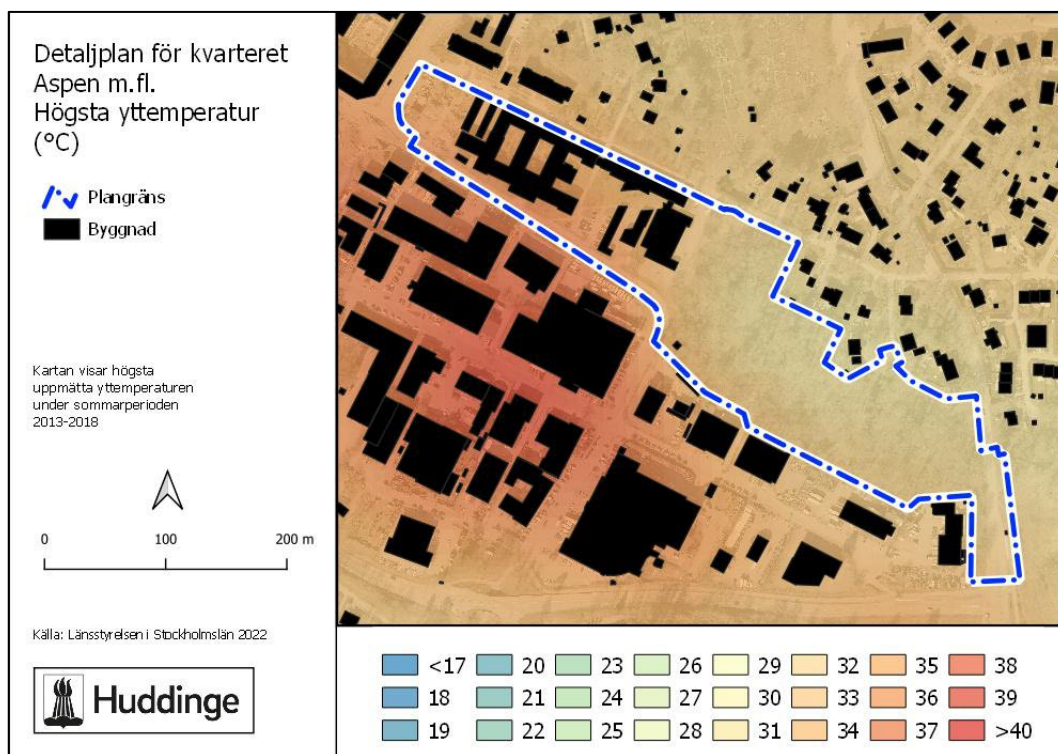 Detaljplan för kvarteret
Aspen m.fl.
Högsta yttemperatur
(°C)
Plangräns
Byggnad
Kartan visar högsta
uppmätta yttemperaturen
under sommarperioden
2013-2018
0 100 200 m
Källa: Länsstyrelsen i Stockholmslän 2022
Huddinge
<17 20 23 26 29 32 35 38
18 21 24 27 30 33 36 39
19 22 25 28 31 34 37 >40